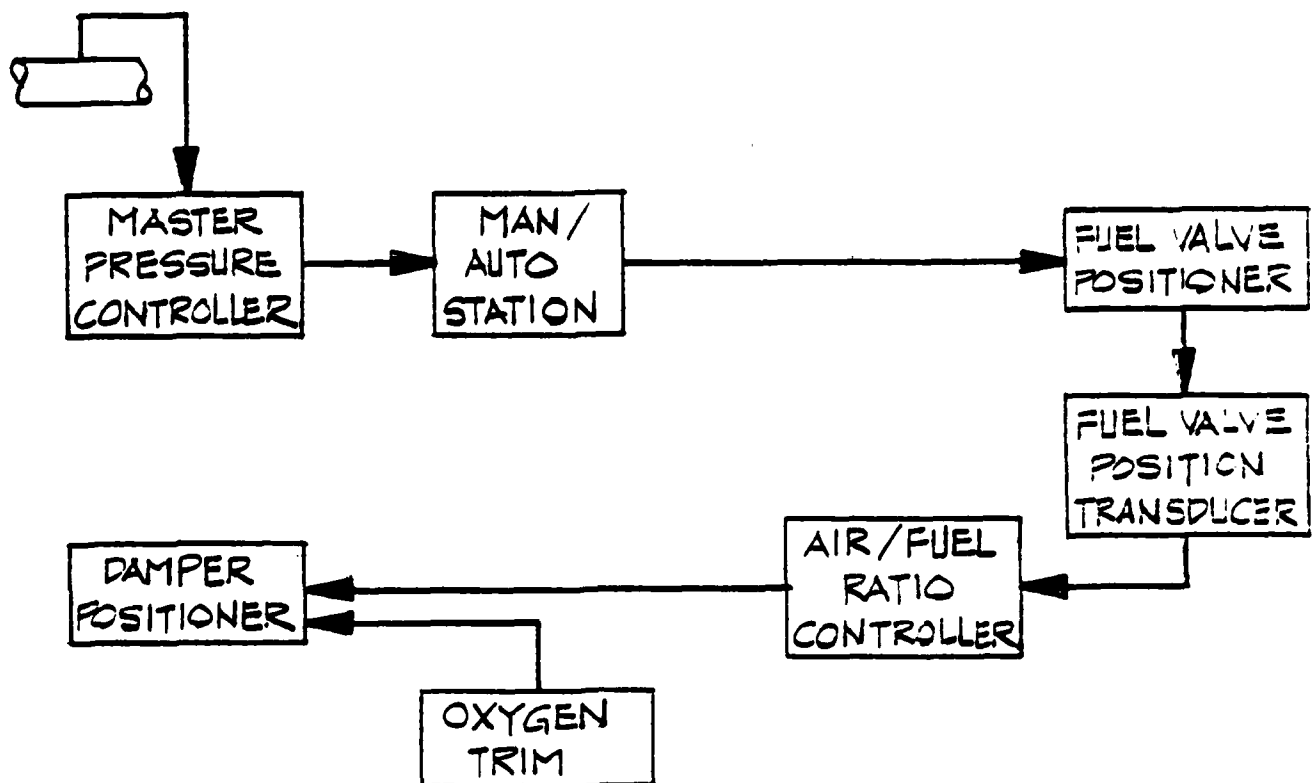 MASTER
PRESSURE
CONTROLLER
MAN/
AUTO
STATION
FUEL VALVE
POSITIONER
FUEL VALVE
POSITION
TRANSDUCER
AIR/FUEL
RATIO
CONTROLLER
DAMPER
POSITIONER
OXYGEN
TRIM